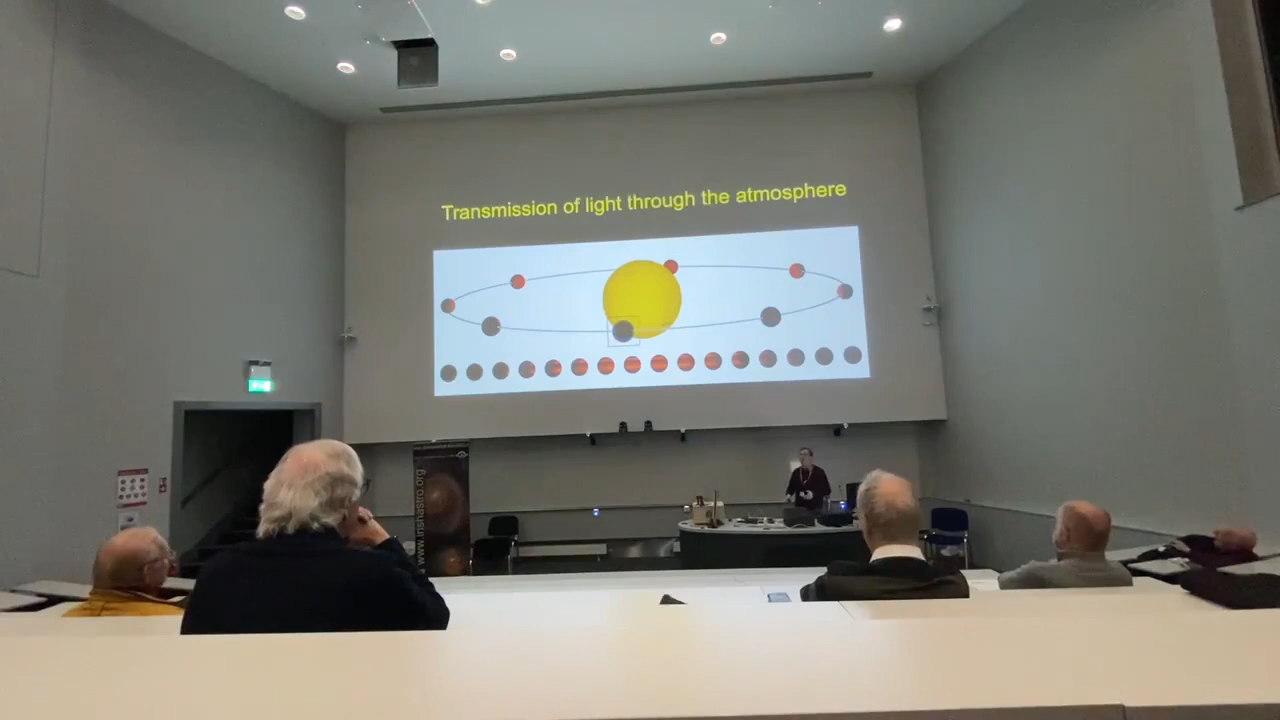 Transmission of light through the atmosphere
www.irishastro.org